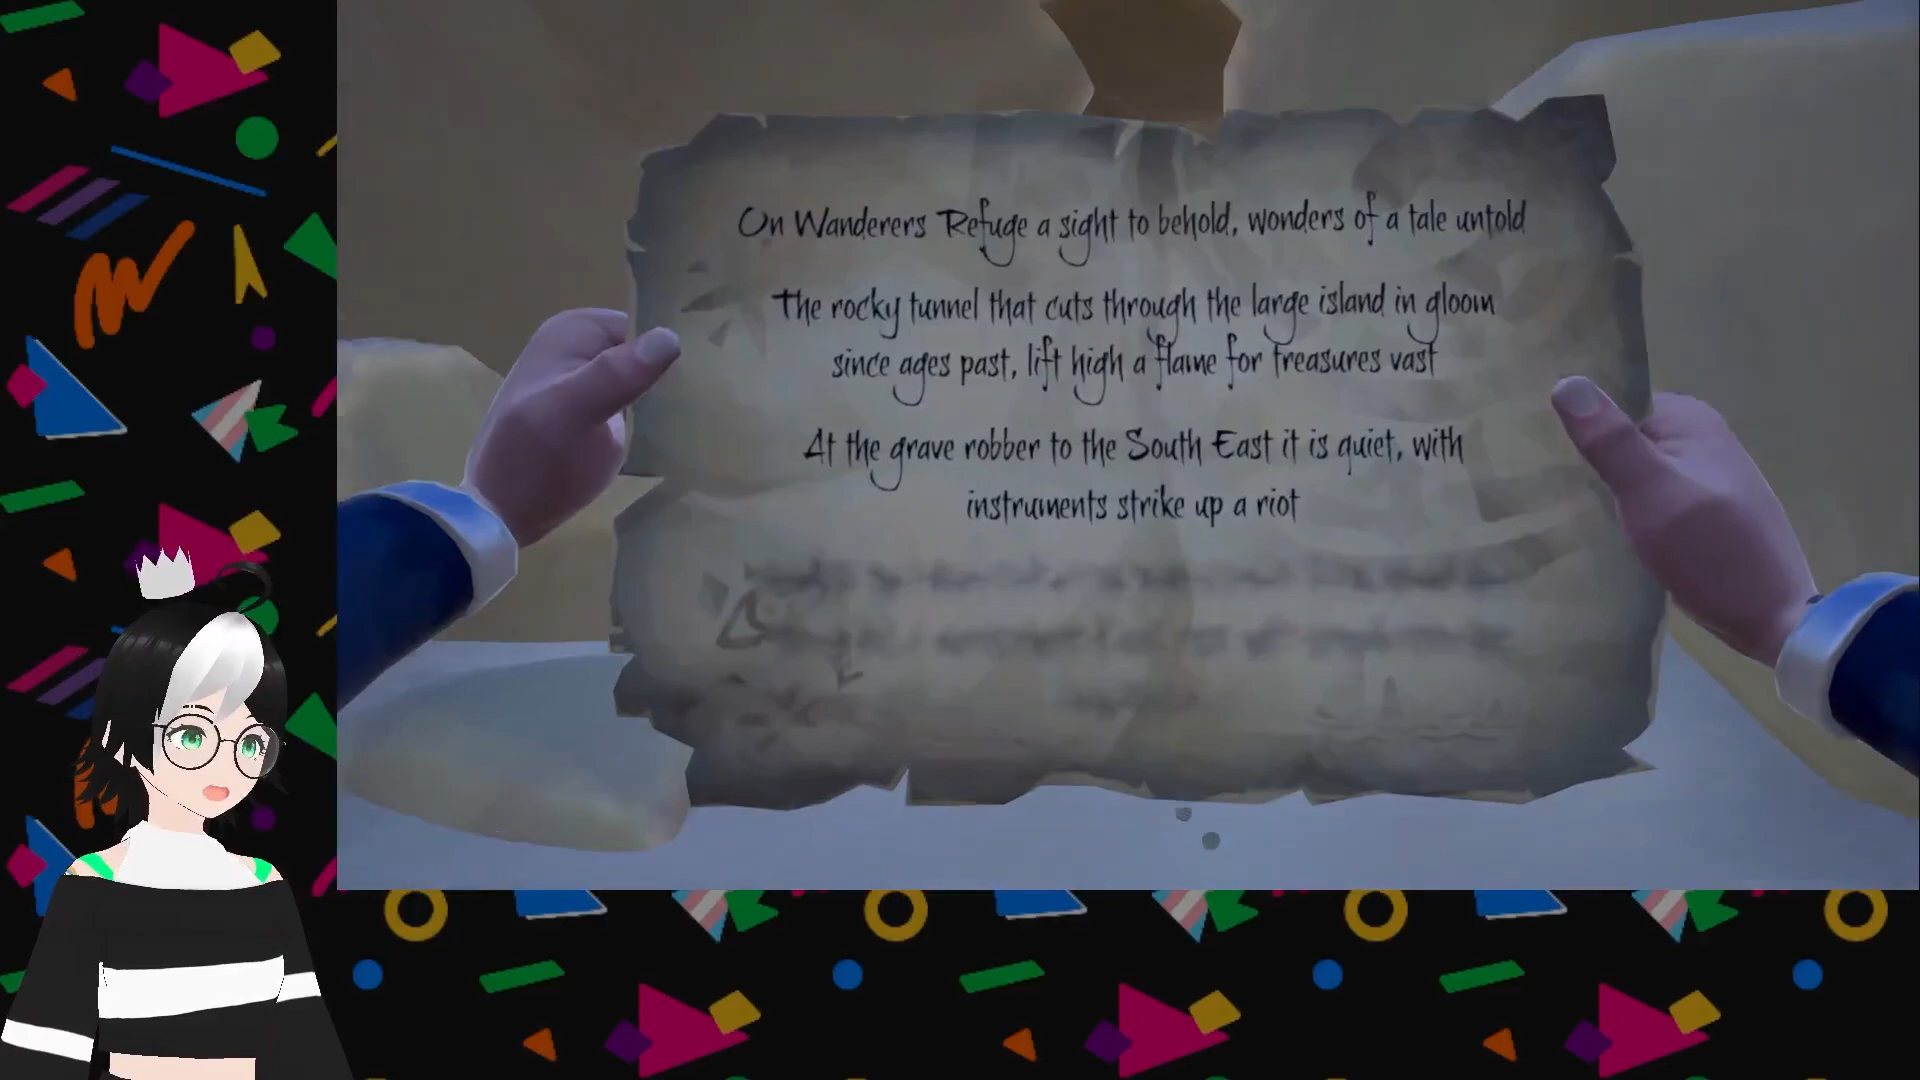 On Wanderers Refuge a sight to behold, wonders of a tale untold
The rocky tunnel that cuts through the large island in gloom
since ages past, lift high a flame for treasures vast
At the grave robber to the South East it is quiet, with
instruments strike up a riot